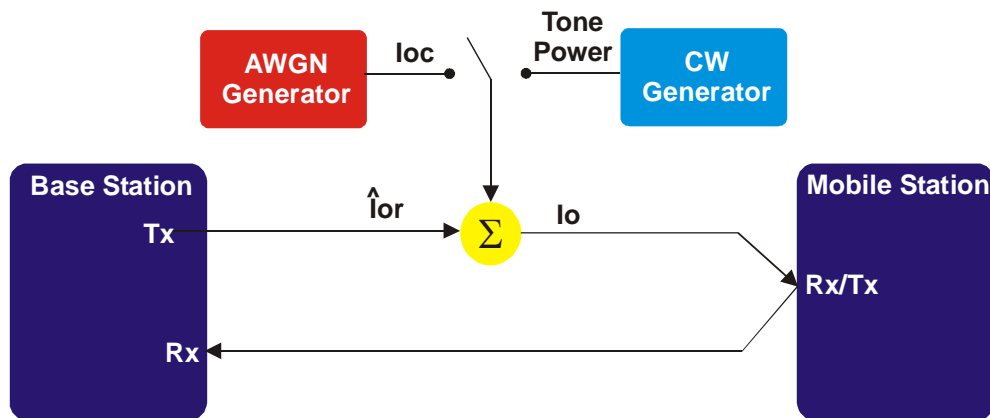 AWGN
Generator
Ioc
Tone
Power
CW
Generator
Base Station
Tx
Îor
Σ
Io
Mobile Station
Rx/Tx
Rx